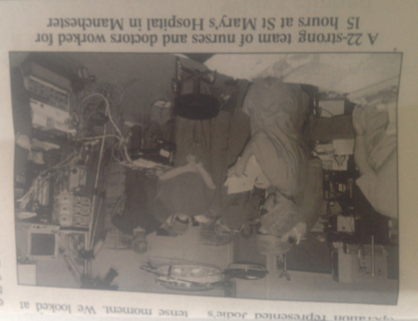 operation represented Jodie's
tense moment. We looked at
A 22-strong team of nurses and doctors worked for
15 hours at St Mary's Hospital in Manchester